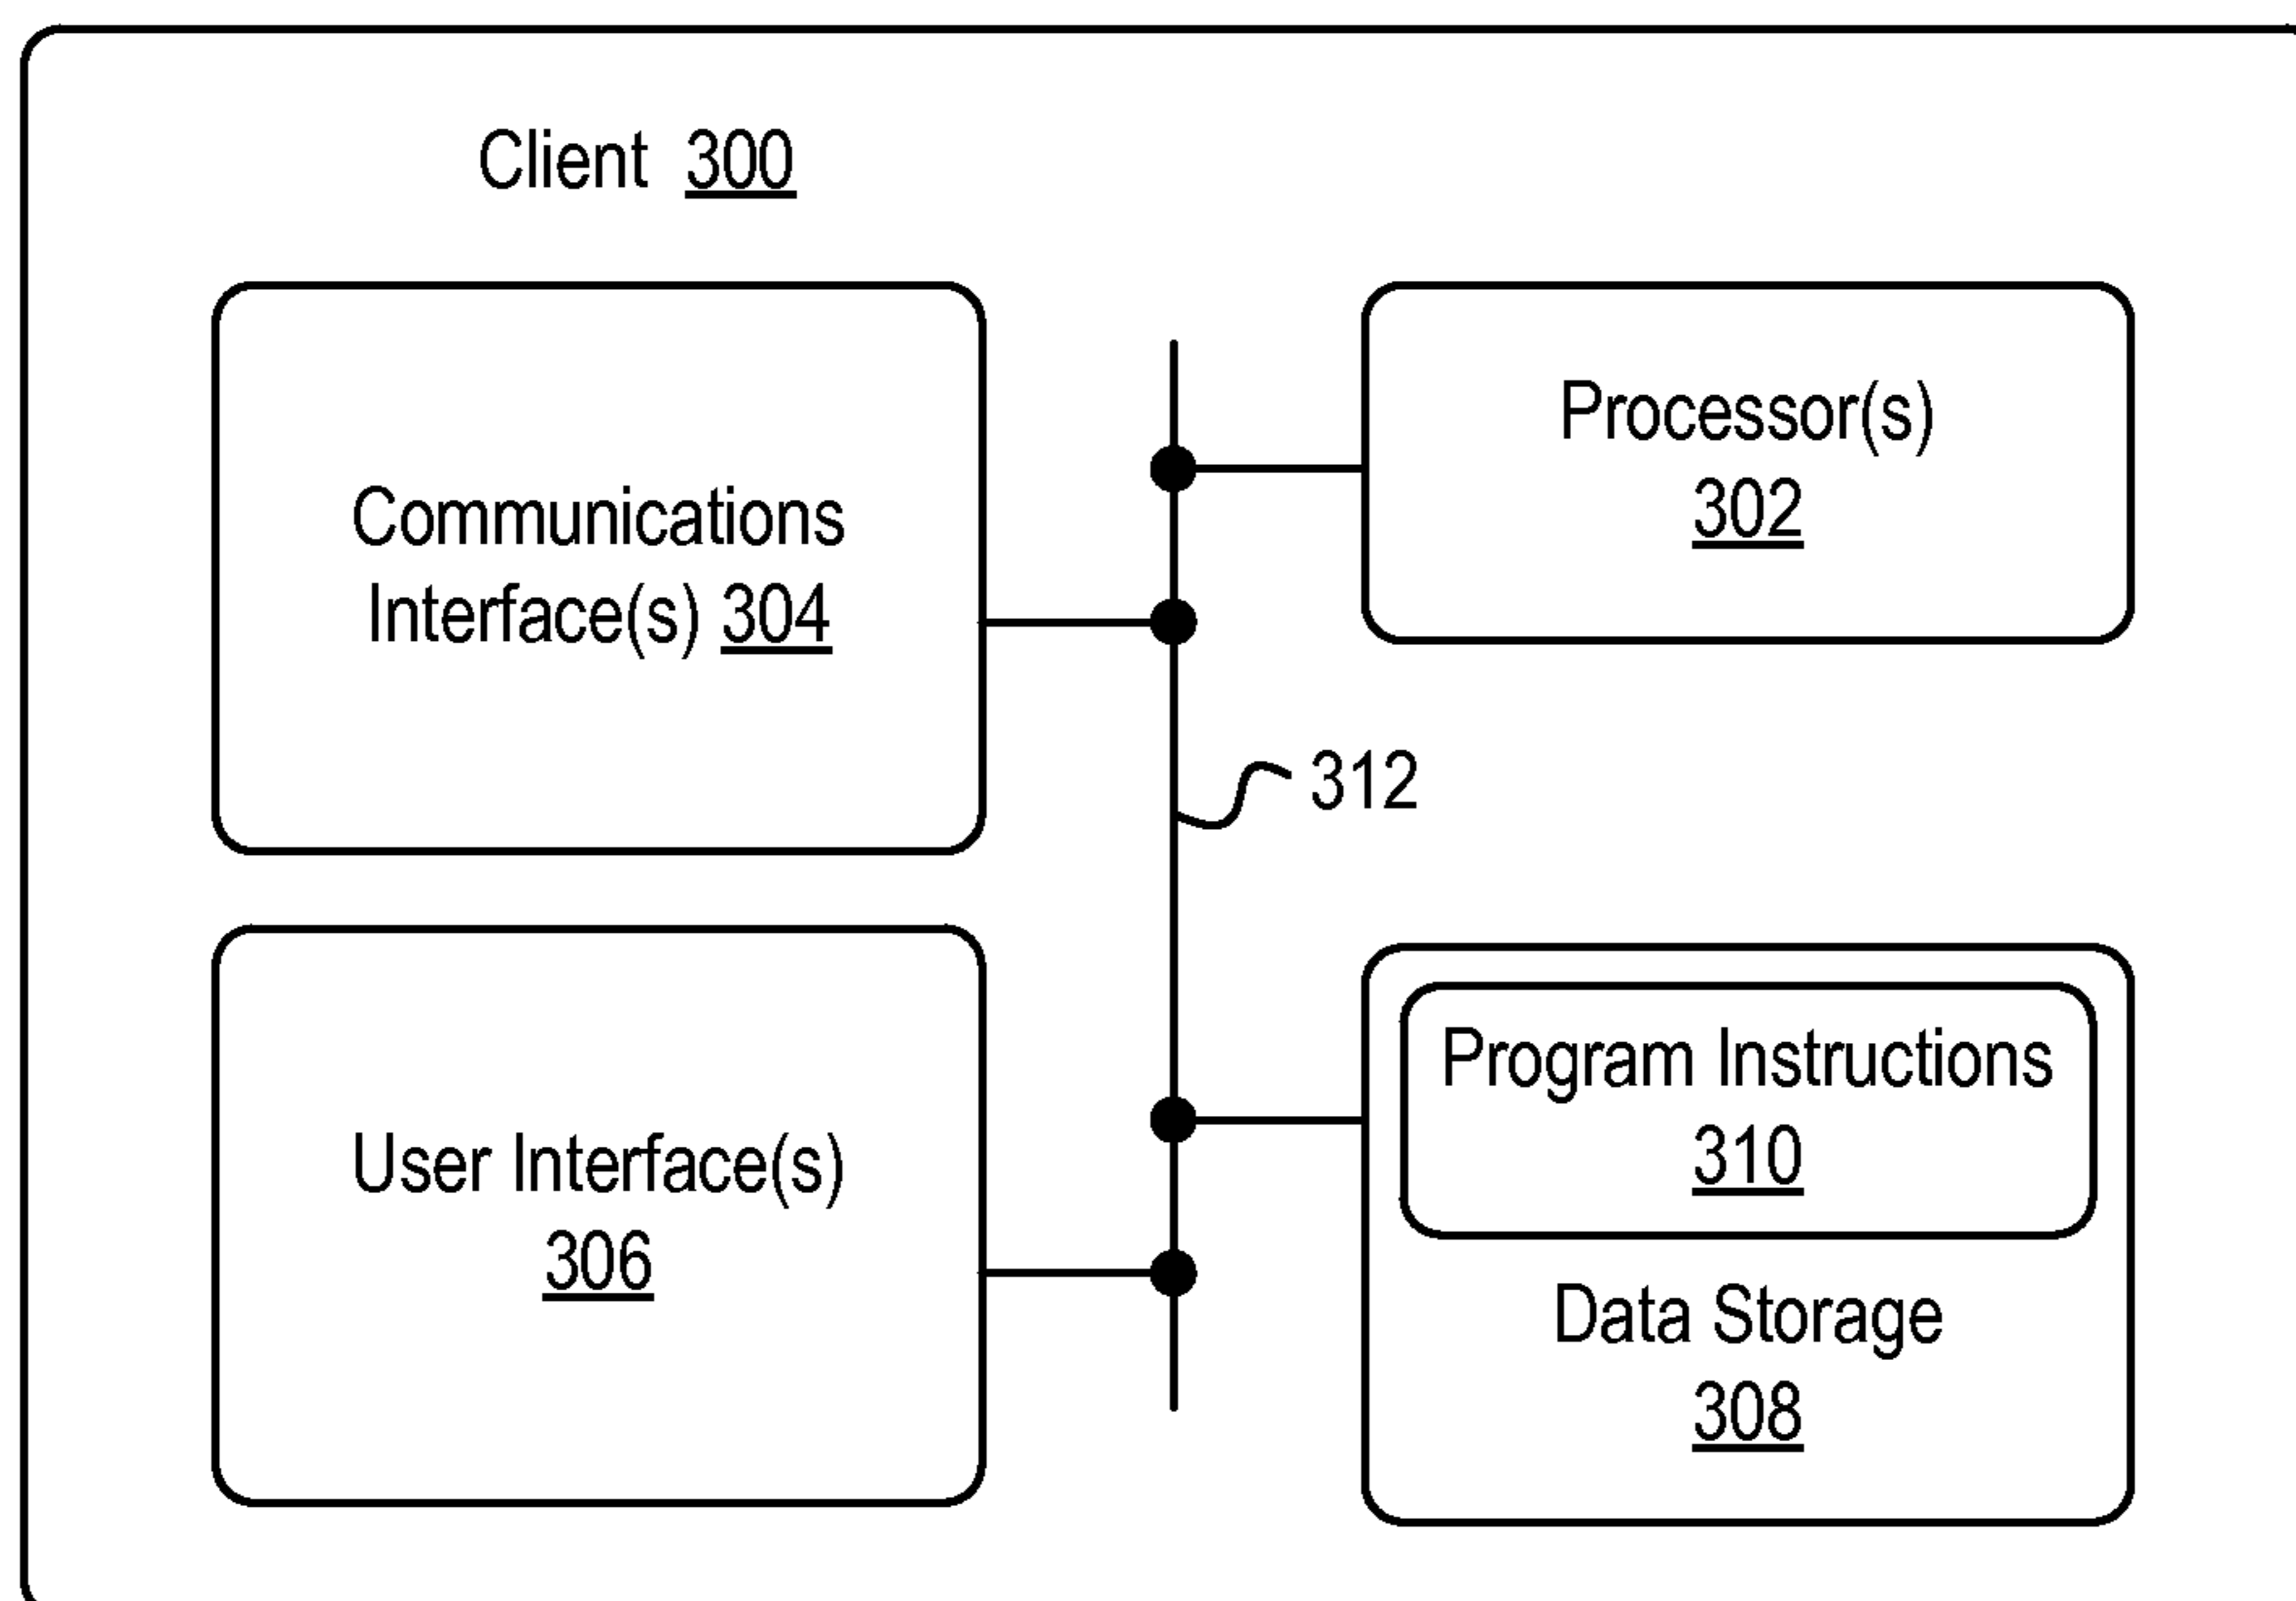 Client 300
Communications
Interface(s) 304
Processor(s)
302
312
User Interface(s)
306
Program Instructions
310
Data Storage
308